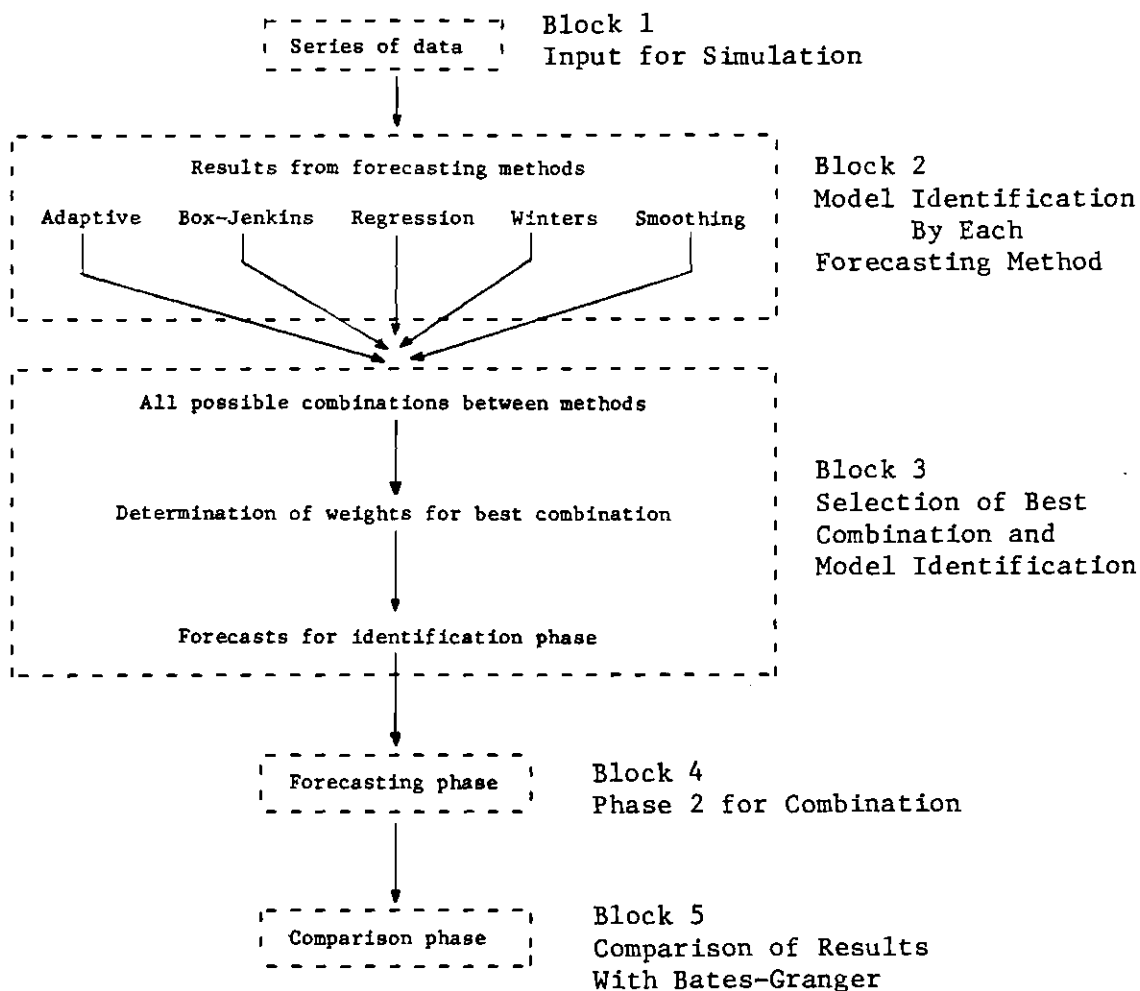 Block 1
Series of data
Input for Simulation
Results from forecasting methods
Block 2
Model Identification
By Each
Forecasting Method
Adaptive Box-Jenkins Regression Winters Smoothing
All possible combinations between methods
Block 3
Selection of Best
Combination and
Model Identification
Determination of weights for best combination
Forecasts for identification phase
Forecasting phase
Block 4
Phase 2 for Combination
Comparison phase
Block 5
Comparison of Results
With Bates-Granger